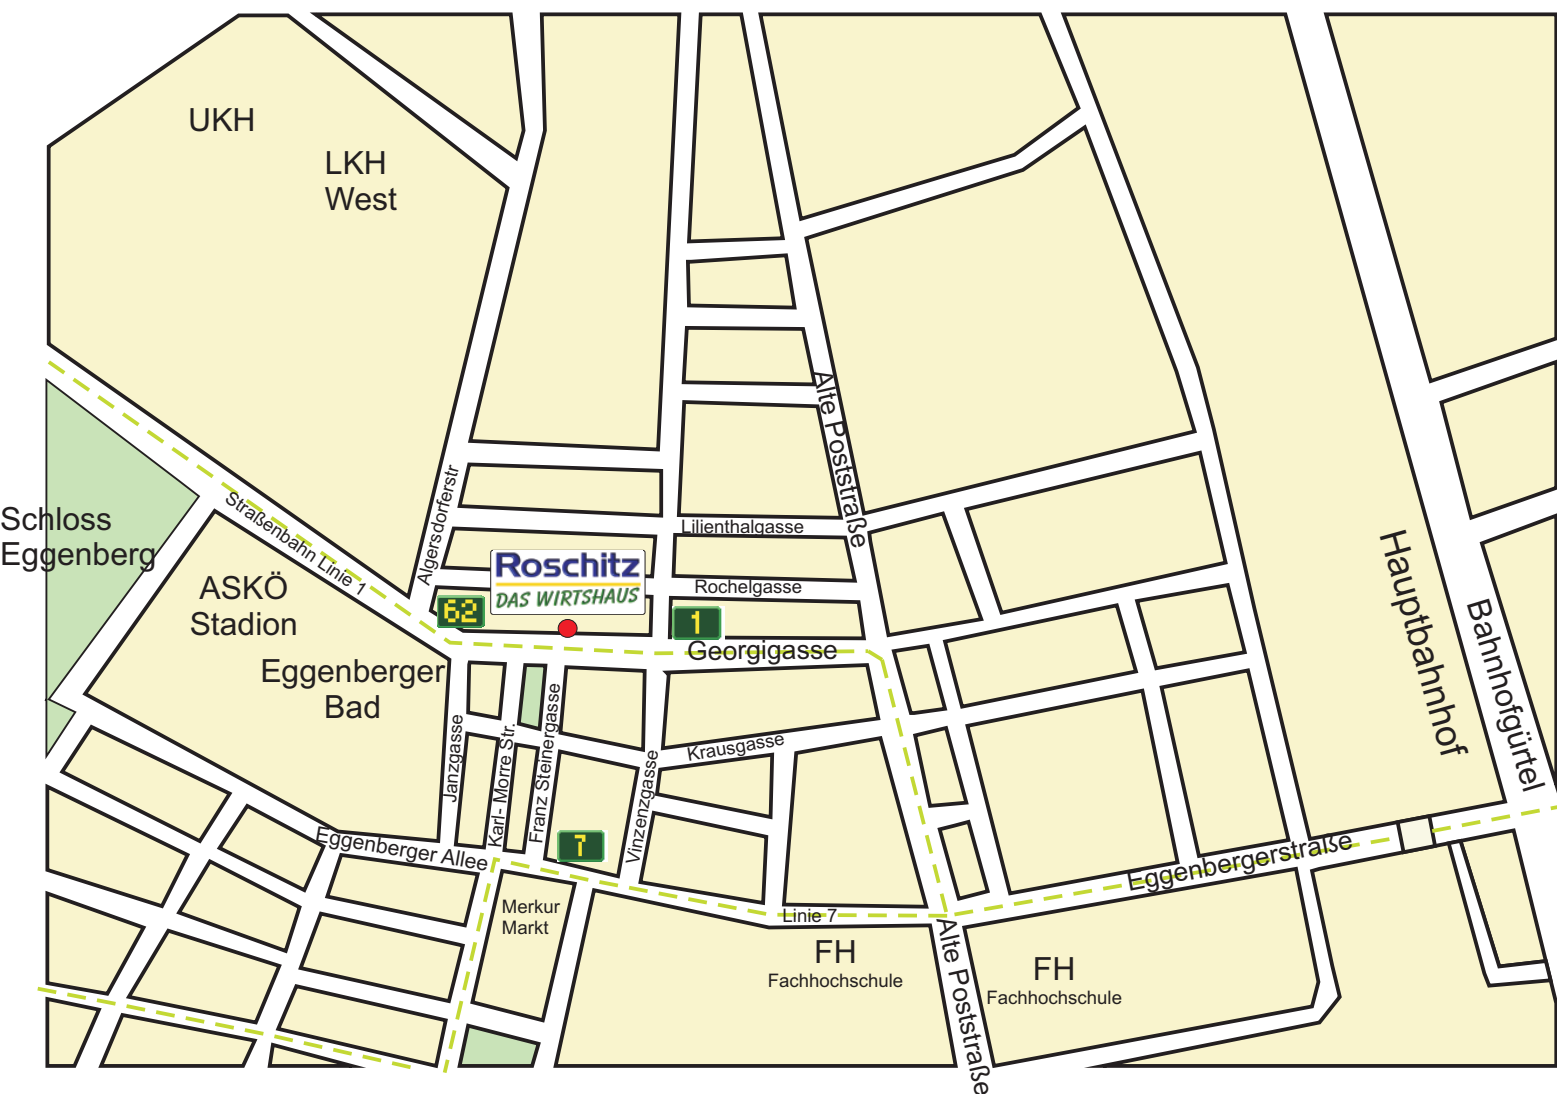 UKH
LKH
West
Alte Poststraße
Algersdorferstr
Straßenbahn Linie 1
Schloss
Eggenberg
Lilienthalgasse
Roschitz
DAS WIRTSHAUS
Rochelgasse
ASKÖ
Stadion
62
1
Georgigasse
Eggenberger
Bad
Hauptbahnhof
Bahnhofgürtel
Janzgasse
Karl- Morre Str.
Franz Steinergasse
Vinzenzgasse
Krausgasse
Eggenberger Allee
7
Eggenbergerstraße
Merkur
Markt
Linie 7
FH
Fachhochschule
Alte Poststraße
FH
Fachhochschule